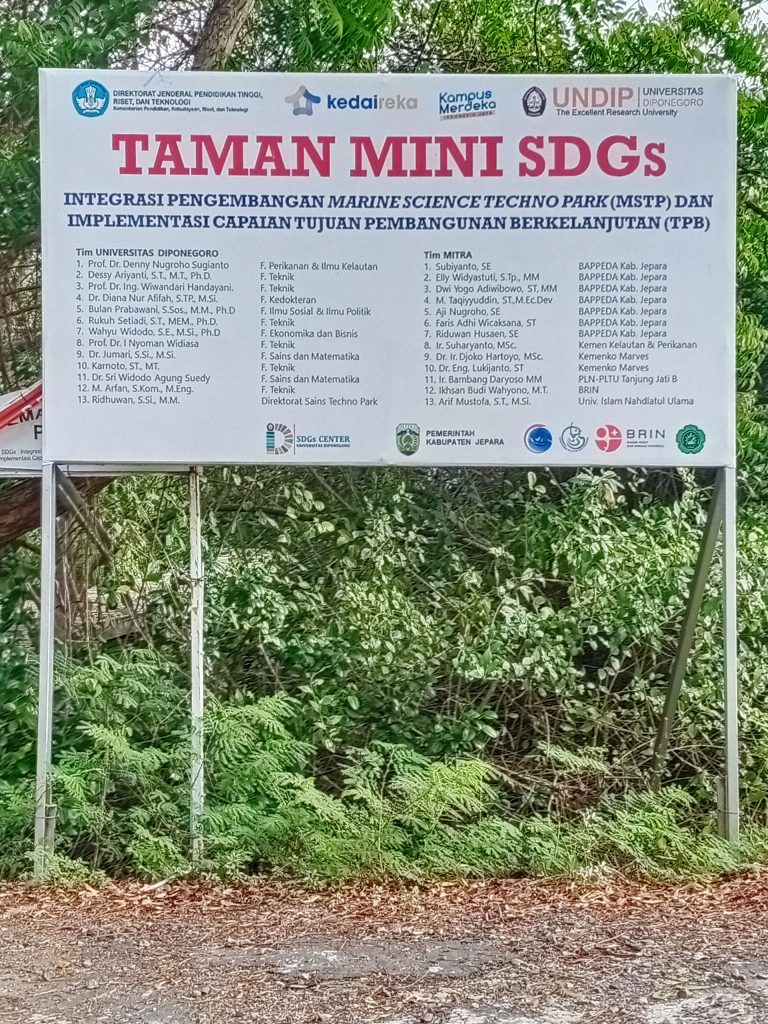 DIREKTORAT JENDERAL PENDIDIKAN TINGGI,
RISET, DAN TEKNOLOGI
Kementerian Pendidikan, Kebudayaan, Riset, dan Teknologi
kedaireka
Kampus
Merdeka
INDONESIA JAYA
UNDIP UNIVERSITAS
DIPONEGORO
The Excellent Research University
TAMAN MINI SDGs
INTEGRASI PENGEMBANGAN MARINE SCIENCE TECHNO PARK (MSTP) DAN
IMPLEMENTASI CAPAIAN TUJUAN PEMBANGUNAN BERKELANJUTAN (TPB)
Tim UNIVERSITAS DIPONEGORO
1. Prof. Dr. Denny Nugroho Sugianto F. Perikanan & Ilmu Kelautan
2. Dessy Ariyanti, S.T., M.T., Ph.D. F. Teknik
3. Prof. Dr. Ing. Wiwandari Handayani. F. Teknik
4. Dr. Diana Nur Afifah, S.TP., M.Si. F. Kedokteran
5. Bulan Prabawani, S.Sos., M.M., Ph.D F. Ilmu Sosial & Ilmu Politik
6. Rukuh Setiadi, S.T., MEM., Ph.D. F. Teknik
7. Wahyu Widodo, S.E., M.Si., Ph.D F. Ekonomika dan Bisnis
8. Prof. Dr. I Nyoman Widiasa F. Teknik
9. Dr. Jumari, S.Si., M.Si. F. Sains dan Matematika
10. Karnoto, ST., MT. F. Teknik
11. Dr. Sri Widodo Agung Suedy F. Sains dan Matematika
12. M. Arfan, S.Kom., M.Eng. F. Teknik
13. Ridhuwan, S.Si., M.M. Direktorat Sains Techno Park
Tim MITRA
1. Subiyanto, SE BAPPEDA Kab. Jepara
2. Elly Widyastuti, S.Tp., MM BAPPEDA Kab. Jepara
3. Dwi Yogo Adiwibowo, ST, MM BAPPEDA Kab. Jepara
4. M. Taqiyyuddin, ST.,M.Ec.Dev BAPPEDA Kab. Jepara
5. Aji Nugroho, SE BAPPEDA Kab. Jepara
6. Faris Adhi Wicaksana, ST BAPPEDA Kab. Jepara
7. Riduwan Husaen, SE BAPPEDA Kab. Jepara
8. Ir. Suharyanto, MSc. Kemen Kelautan & Perikanan
9. Dr. Ir. Djoko Hartoyo, MSc. Kemenko Marves
10. Dr. Eng. Lukijanto, ST Kemenko Marves
11. Ir. Bambang Daryoso MM PLN-PLTU Tanjung Jati B
12. Ikhsan Budi Wahyono, M.T. BRIN
13. Arif Mustofa, S.T., M.Si. Univ. Islam Nahdlatul Ulama
SDGs CENTER
UNIVERSITAS DIPONEGORO
PEMERINTAH
KABUPATEN JEPARA
BRIN